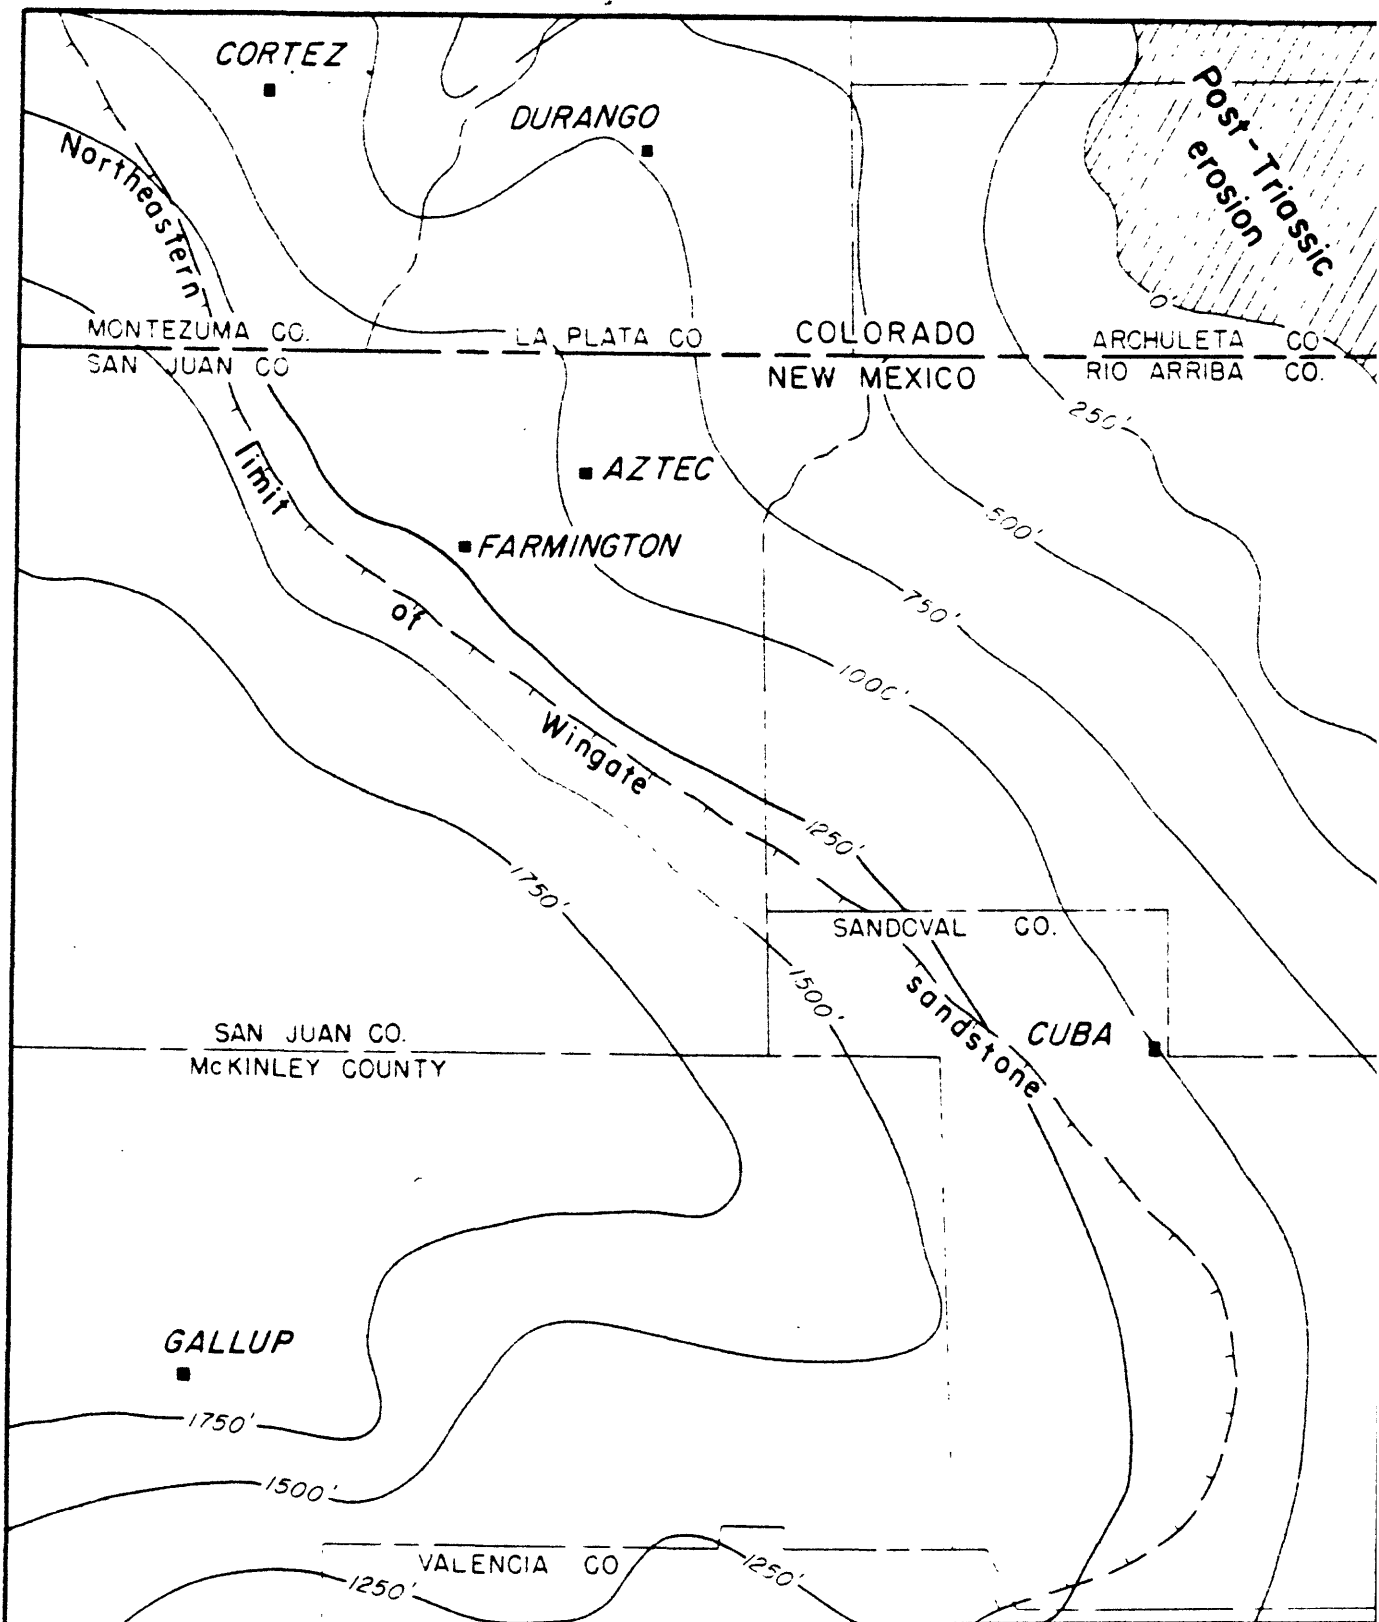 CORTEZ
DURANGO
Post-Triassic
erosion
Northeastern
0'
MONTEZUMA CO.
LA PLATA CO
COLORADO
ARCHULETA CO
SAN JUAN CO
NEW MEXICO
RIO ARRIBA CO.
250'
limit
AZTEC
500'
FARMINGTON
of
750'
1000'
Wingate
1250'
1750'
SANDOVAL CO.
sandstone
1500'
SAN JUAN CO.
CUBA
McKINLEY COUNTY
GALLUP
1750'
1500'
VALENCIA CO
1250'
1250'